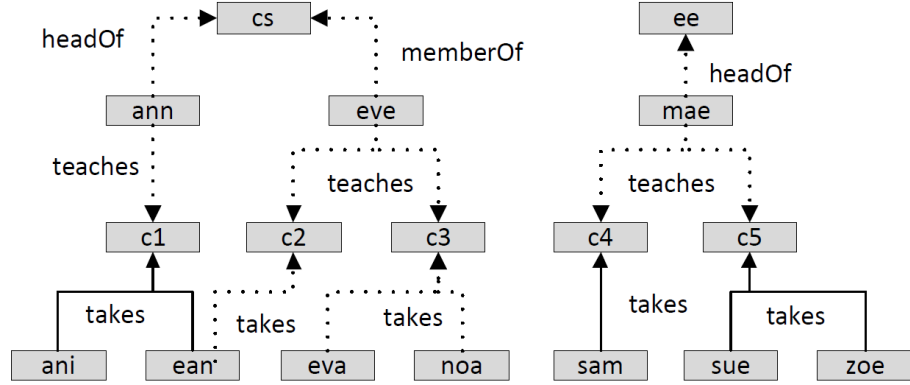 cs
ee
headOf
memberOf
headOf
ann
eve
mae
teaches
teaches
teaches
c1
c2
c3
c4
c5
takes
takes
takes
takes
takes
ani
ean
eva
noa
sam
sue
zoe